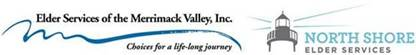 Elder Services of the Merrimack Valley, Inc.
Choices for a life-long journey
NORTH SHORE
ELDER SERVICES